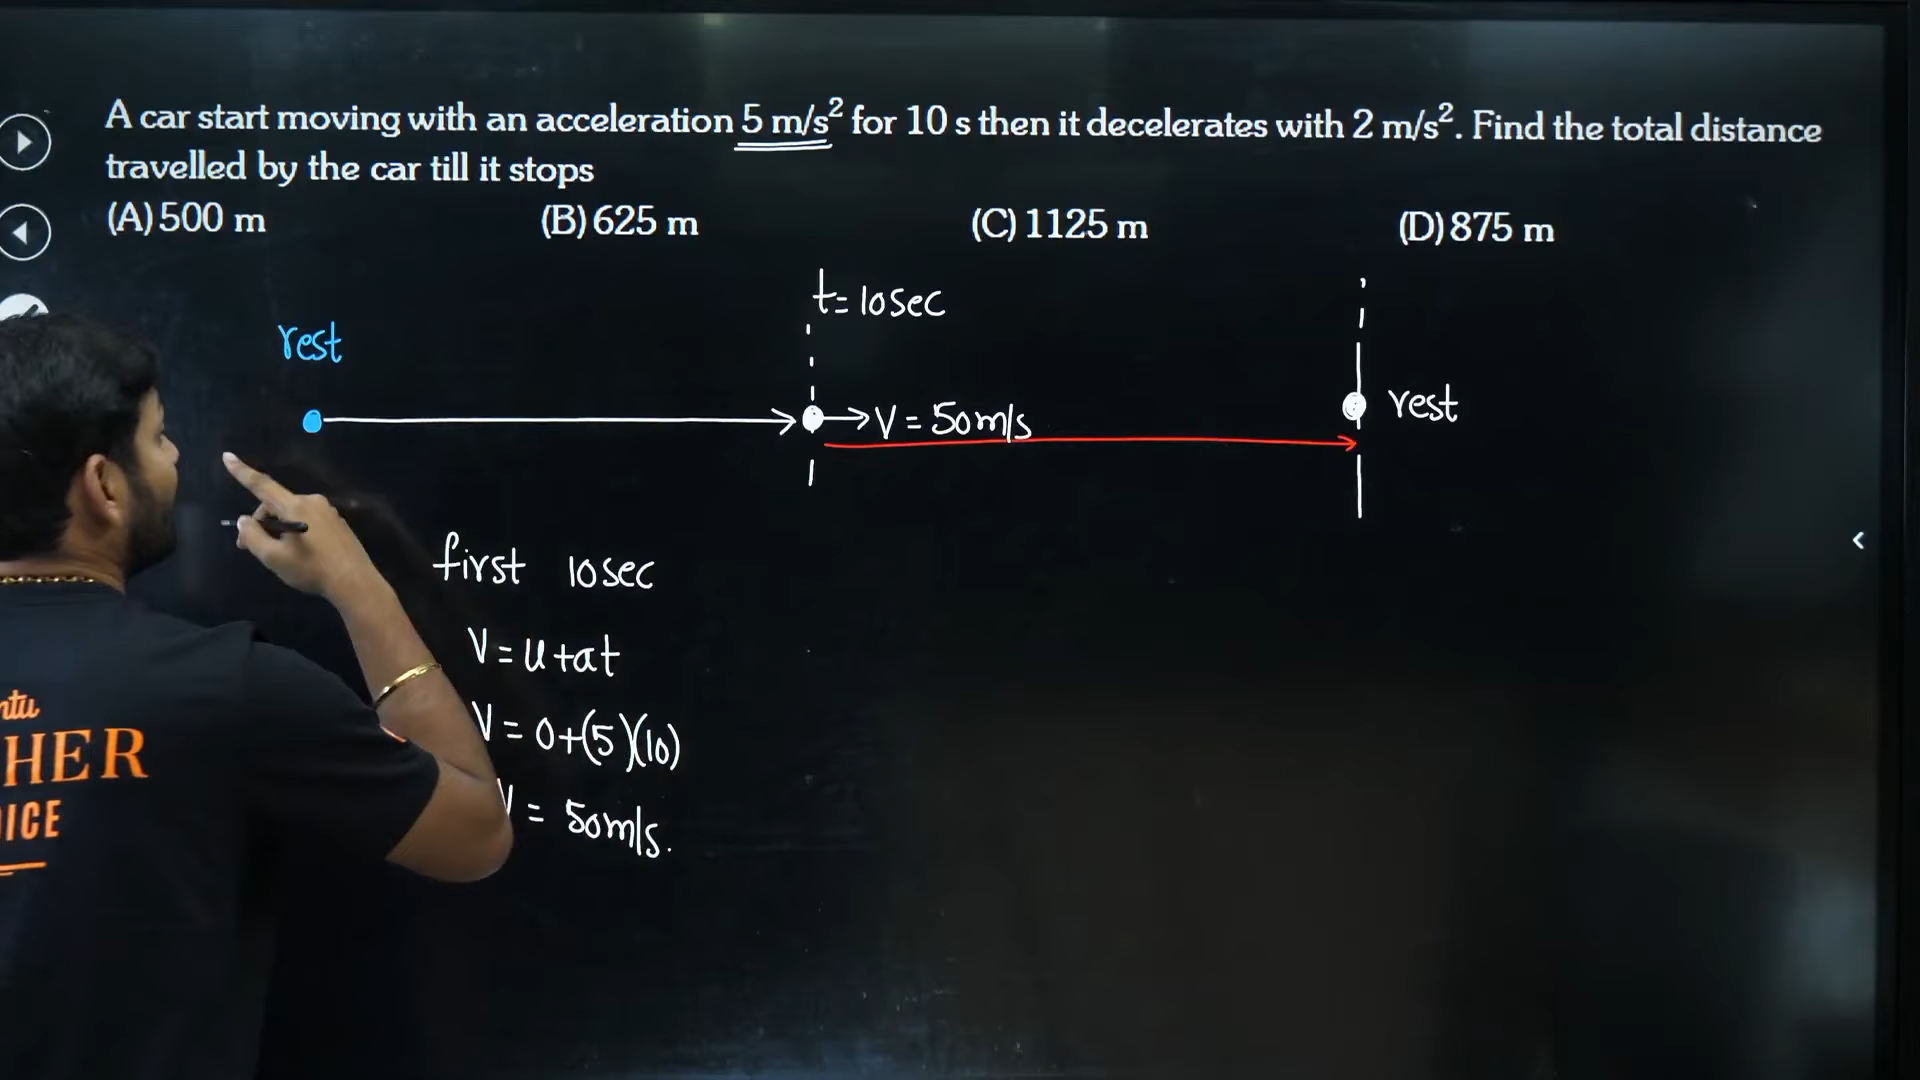 A car start moving with an acceleration 5 m/s² for 10 s then it decelerates with 2 m/s². Find the total distance
travelled by the car till it stops
(A) 500 m (B) 625 m (C) 1125 m (D) 875 m
t = 10sec
rest
V = 50m/s
rest
first 10sec
V = u+at
V = 0+(5)(10)
V = 50m/s.
HER